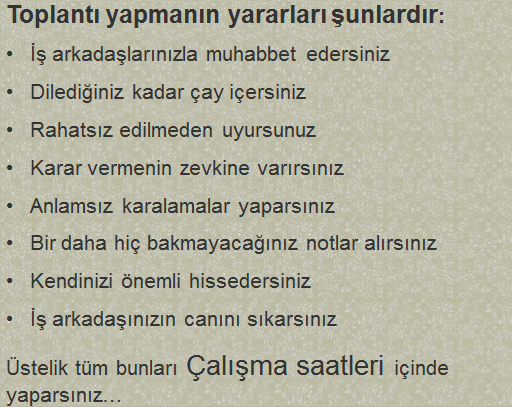 Toplantı yapmanın yararları şunlardır:
• İş arkadaşlarınızla muhabbet edersiniz
• Dilediğiniz kadar çay içersiniz
• Rahatsız edilmeden uyursunuz
• Karar vermenin zevkine varırsınız
• Anlamsız karalamalar yaparsınız
• Bir daha hiç bakmayacağınız notlar alırsınız
• Kendinizi önemli hissedersiniz
• İş arkadaşınızın canını sıkarsınız
Üstelik tüm bunları Çalışma saatleri içinde
yaparsınız...